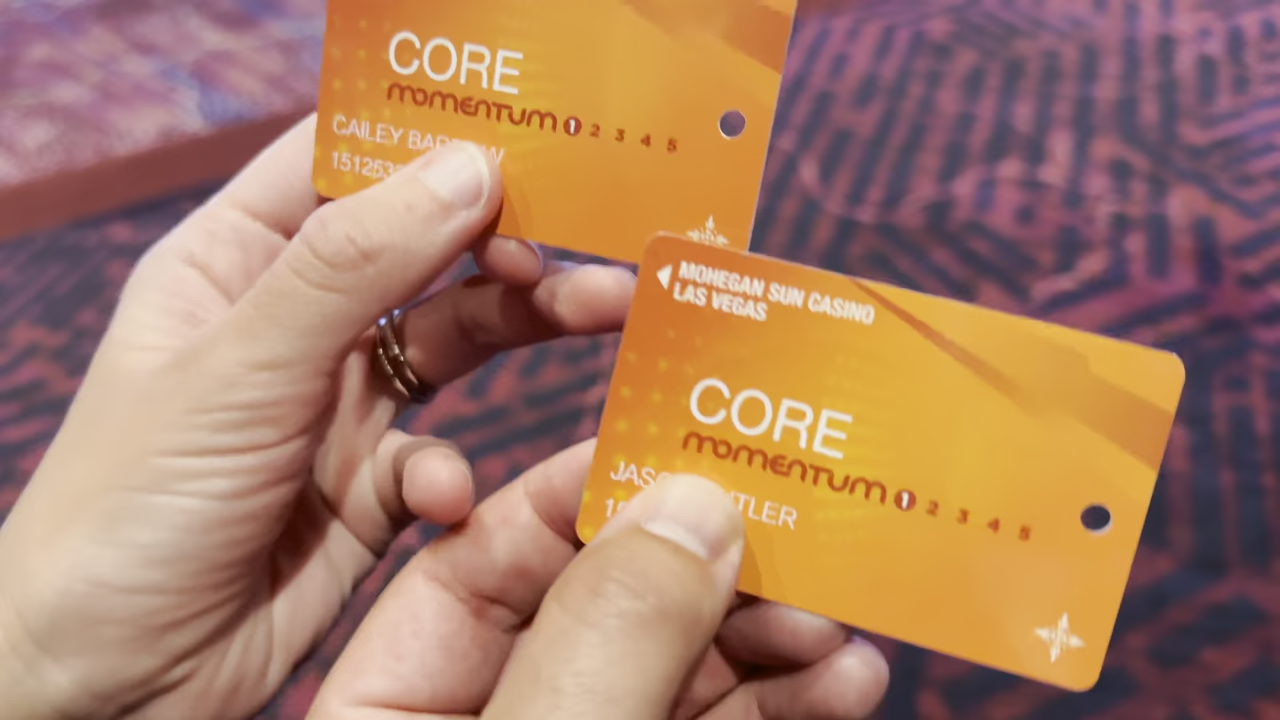 CORE
momentum 1 2 3 4 5
CAILEY
MOHEGAN SUN CASINO
LAS VEGAS
CORE
momentum 1 2 3 4 5